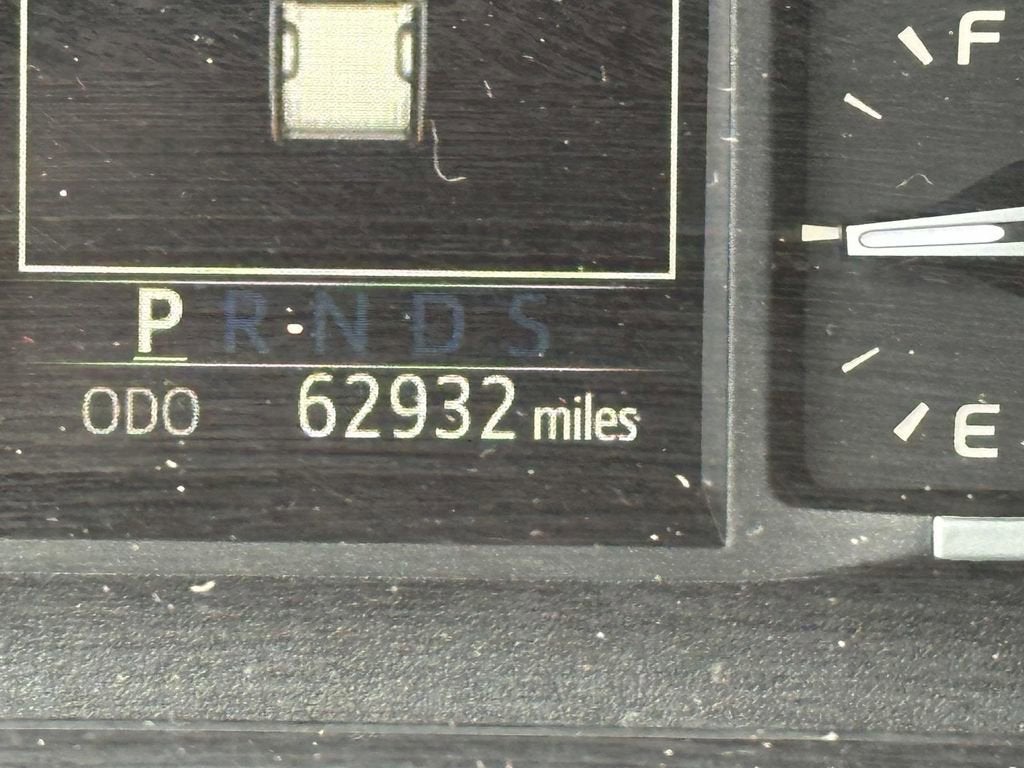 F
P R N D S
ODO 62932 miles
E